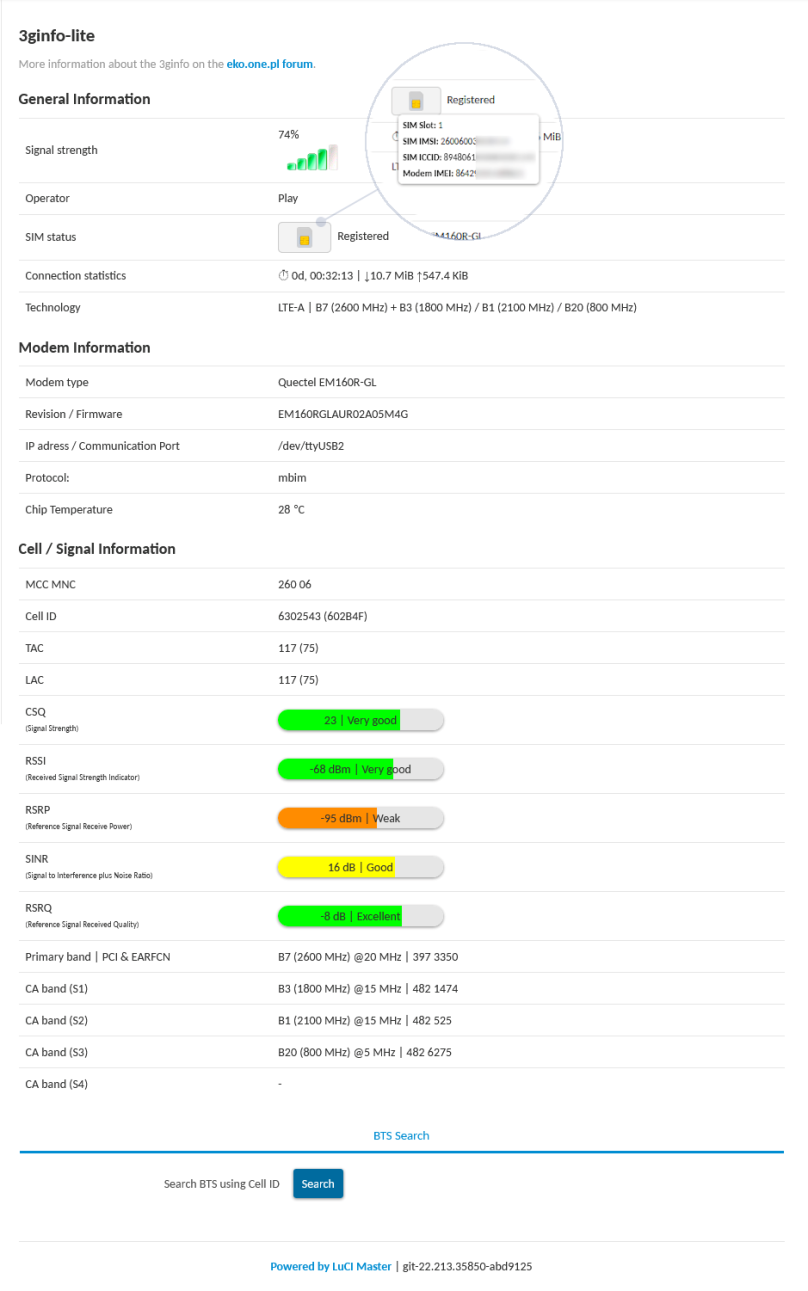 3ginfo-lite
More information about the 3ginfo on the eko.one.pl forum.
General Information
Signal strength
74%
Operator
Play
SIM status
Registered
Registered
SIM Slot: 1
SIM IMSI: 26006003
SIM ICCID: 8948061
Modem IMEI: 8642
MiB
EM160R-GL
Connection statistics
0d, 00:32:13 | ↓10.7 MiB ↑547.4 KiB
Technology
LTE-A | B7 (2600 MHz) + B3 (1800 MHz) / B1 (2100 MHz) / B20 (800 MHz)
Modem Information
Modem type
Quectel EM160R-GL
Revision / Firmware
EM160RGLAUR02A05M4G
IP adress / Communication Port
/dev/ttyUSB2
Protocol:
mbim
Chip Temperature
28 °C
Cell / Signal Information
MCC MNC
260 06
Cell ID
6302543 (602B4F)
TAC
117 (75)
LAC
117 (75)
CSQ
(Signal Strength)
23 | Very good
RSSI
(Received Signal Strength Indicator)
-68 dBm | Very good
RSRP
(Reference Signal Receive Power)
-95 dBm | Weak
SINR
(Signal to Interference plus Noise Ratio)
16 dB | Good
RSRQ
(Reference Signal Received Quality)
-8 dB | Excellent
Primary band | PCI & EARFCN
B7 (2600 MHz) @20 MHz | 397 3350
CA band (S1)
B3 (1800 MHz) @15 MHz | 482 1474
CA band (S2)
B1 (2100 MHz) @15 MHz | 482 525
CA band (S3)
B20 (800 MHz) @5 MHz | 482 6275
CA band (S4)
-
BTS Search
Search BTS using Cell ID
Search
Powered by LuCI Master | git-22.213.35850-abd9125